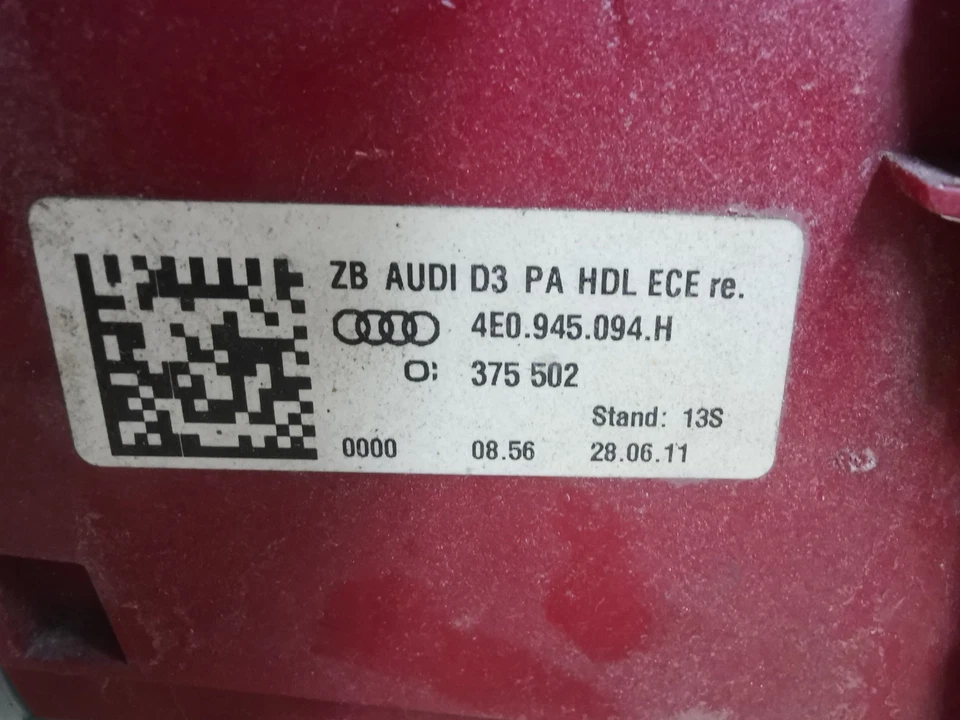 ZB AUDI D3 PA HDL ECE re.
4E0.945.094.H
375 502
Stand: 13S
0000 08.56 28.06.11